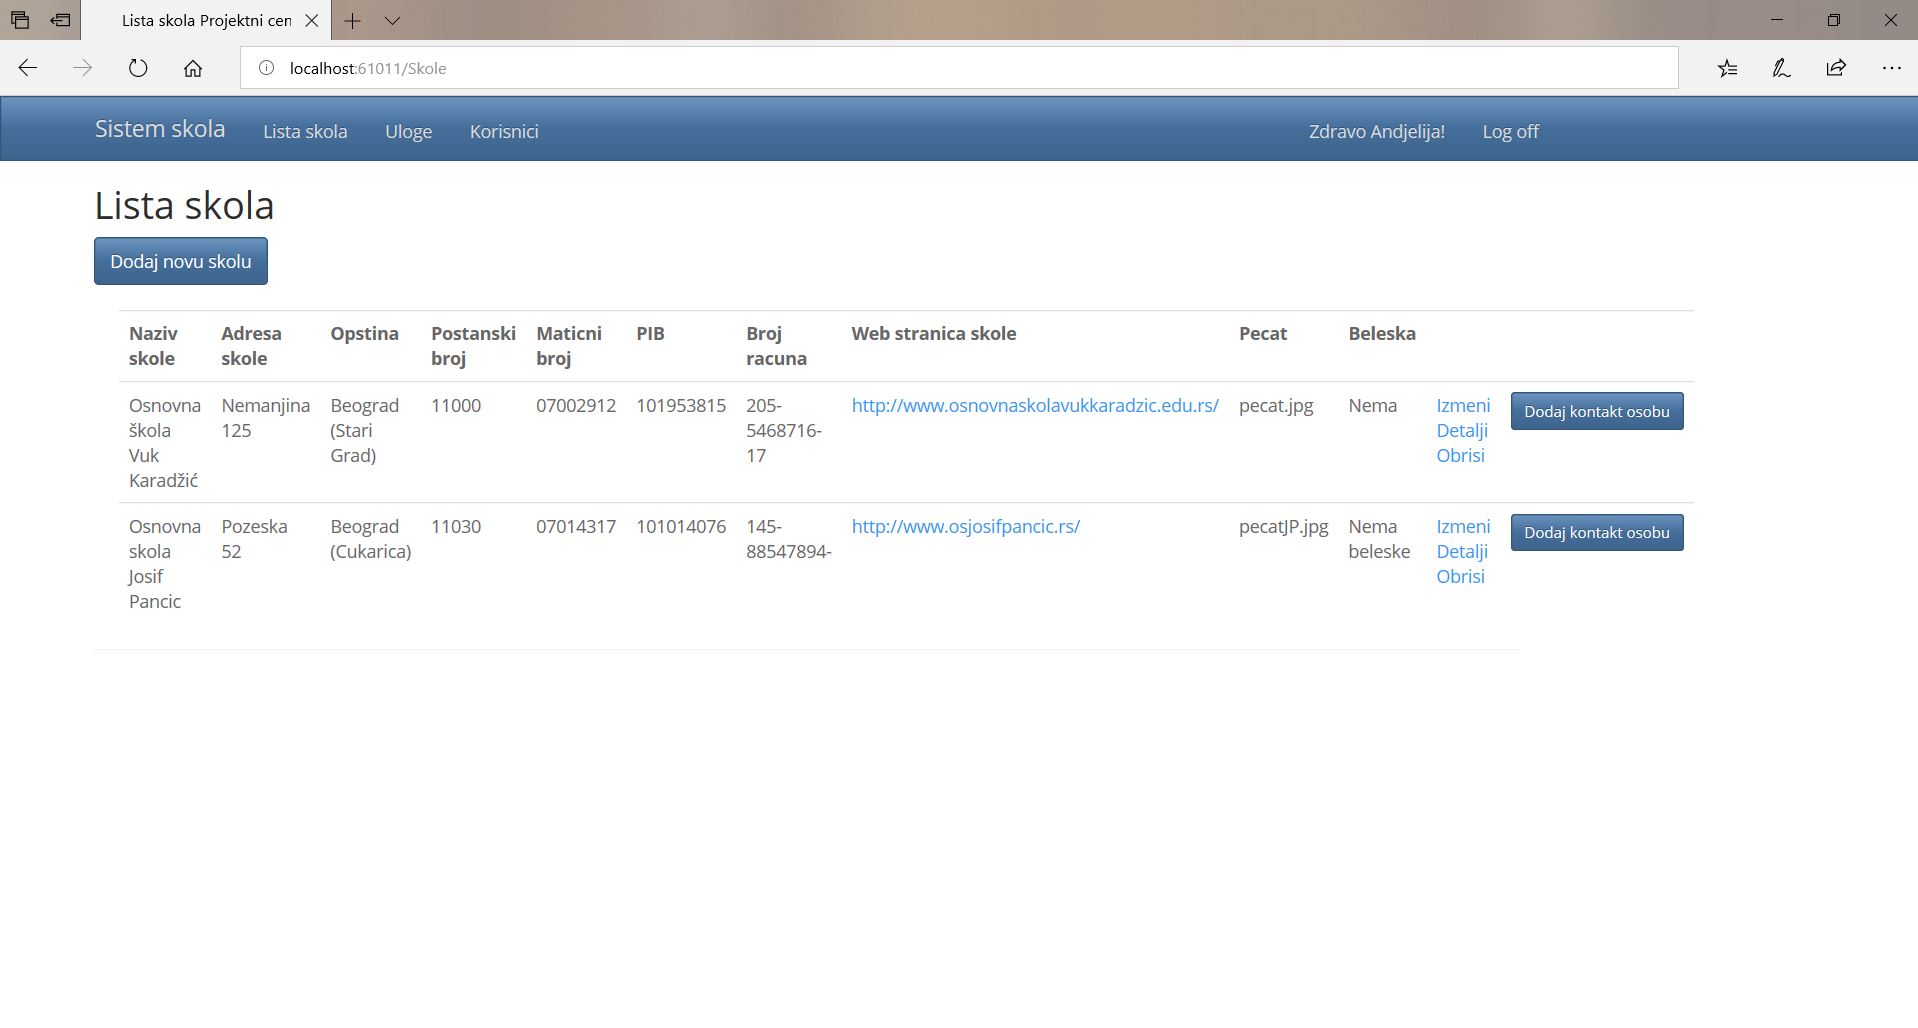 Lista skola Projektni cen
localhost:61011/Skole
Sistem skola Lista skola Uloge Korisnici Zdravo Andjelija! Log off
Lista skola
Dodaj novu skolu
Naziv skole Adresa skole Opstina Postanski broj Maticni broj PIB Broj racuna Web stranica skole Pecat Beleska
Osnovna škola Vuk Karadžić Nemanjina 125 Beograd (Stari Grad) 11000 07002912 101953815 205-5468716-17 http://www.osnovnaskolavukkaradzic.edu.rs/ pecat.jpg Nema Izmeni Detalji Obrisi Dodaj kontakt osobu
Osnovna skola Josif Pancic Pozeska 52 Beograd (Cukarica) 11030 07014317 101014076 145-88547894- http://www.osjosifpancic.rs/ pecatJP.jpg Nema beleske Izmeni Detalji Obrisi Dodaj kontakt osobu